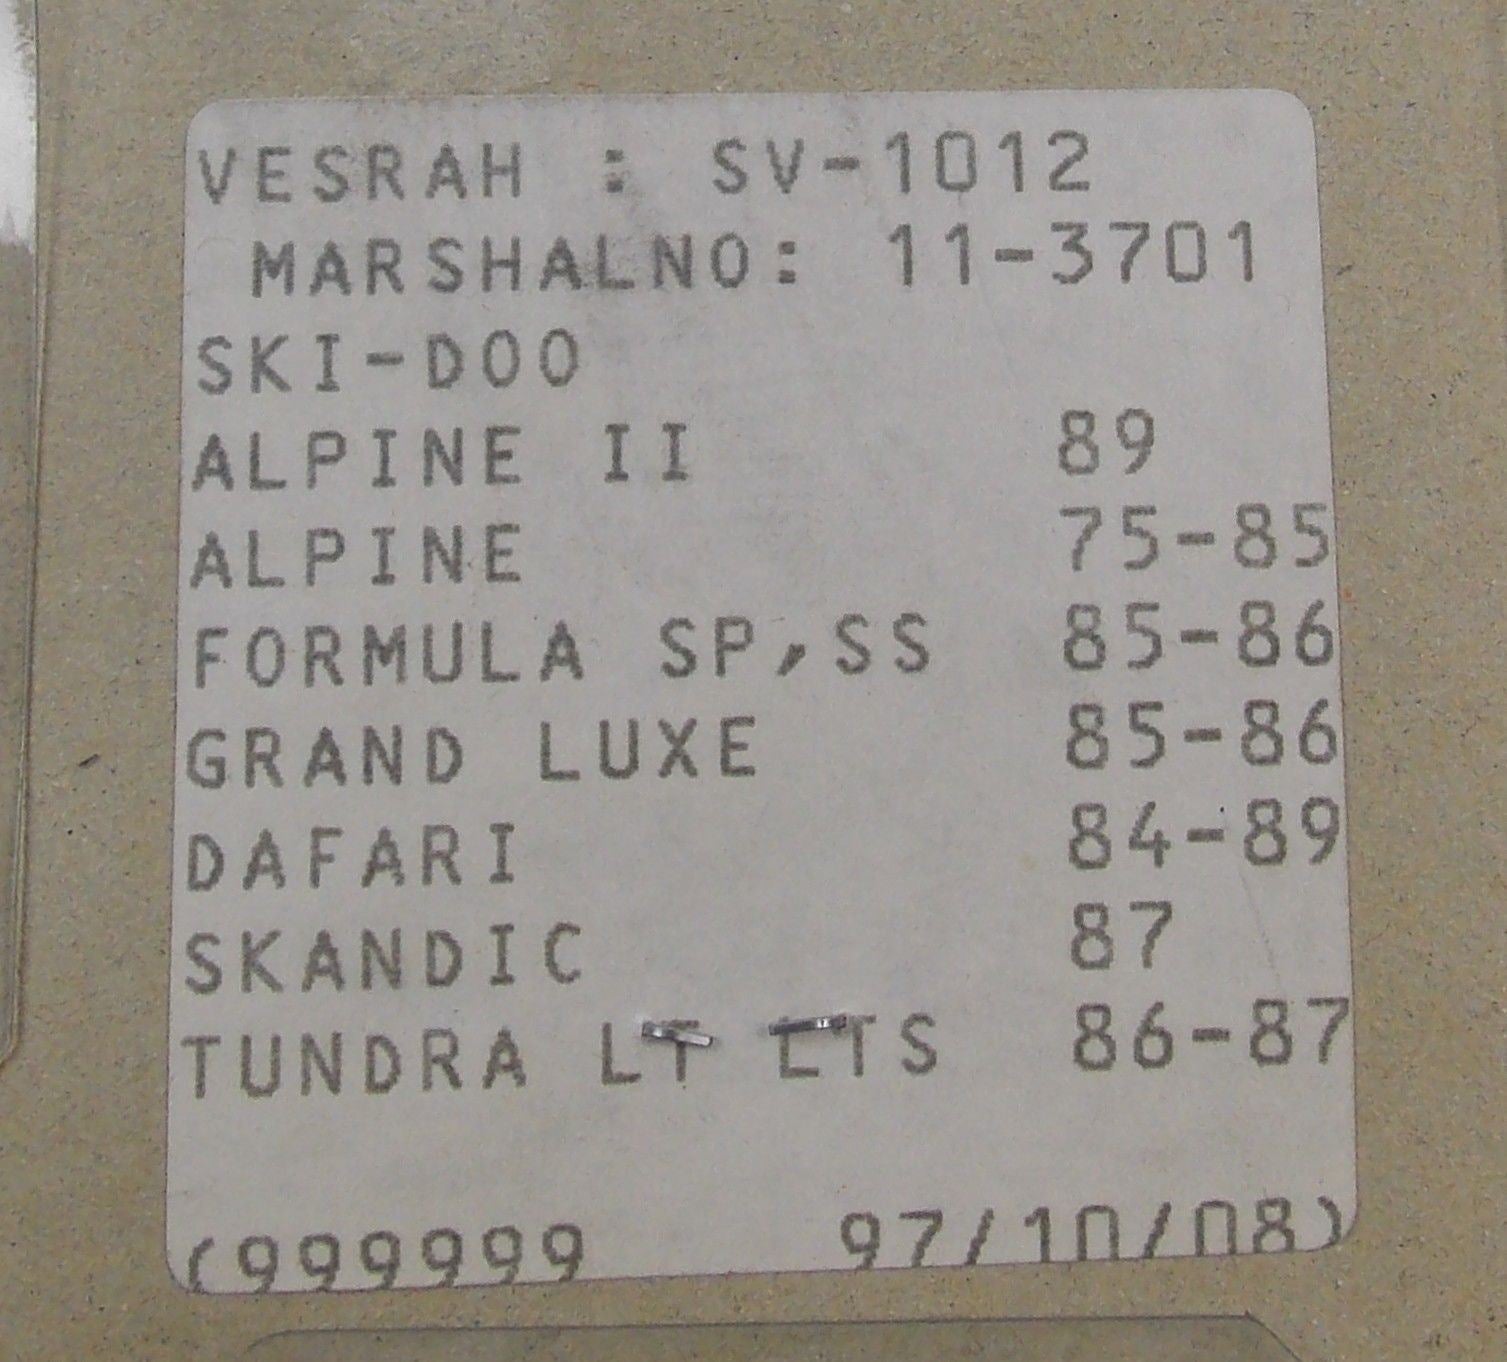 VESRAH : SV-1012
MARSHALNO: 11-3701
SKI-DOO
ALPINE II 89
ALPINE 75-85
FORMULA SP,SS 85-86
GRAND LUXE 85-86
DAFARI 84-89
SKANDIC 87
TUNDRA LT LTS 86-87
(999999 97/10/08)